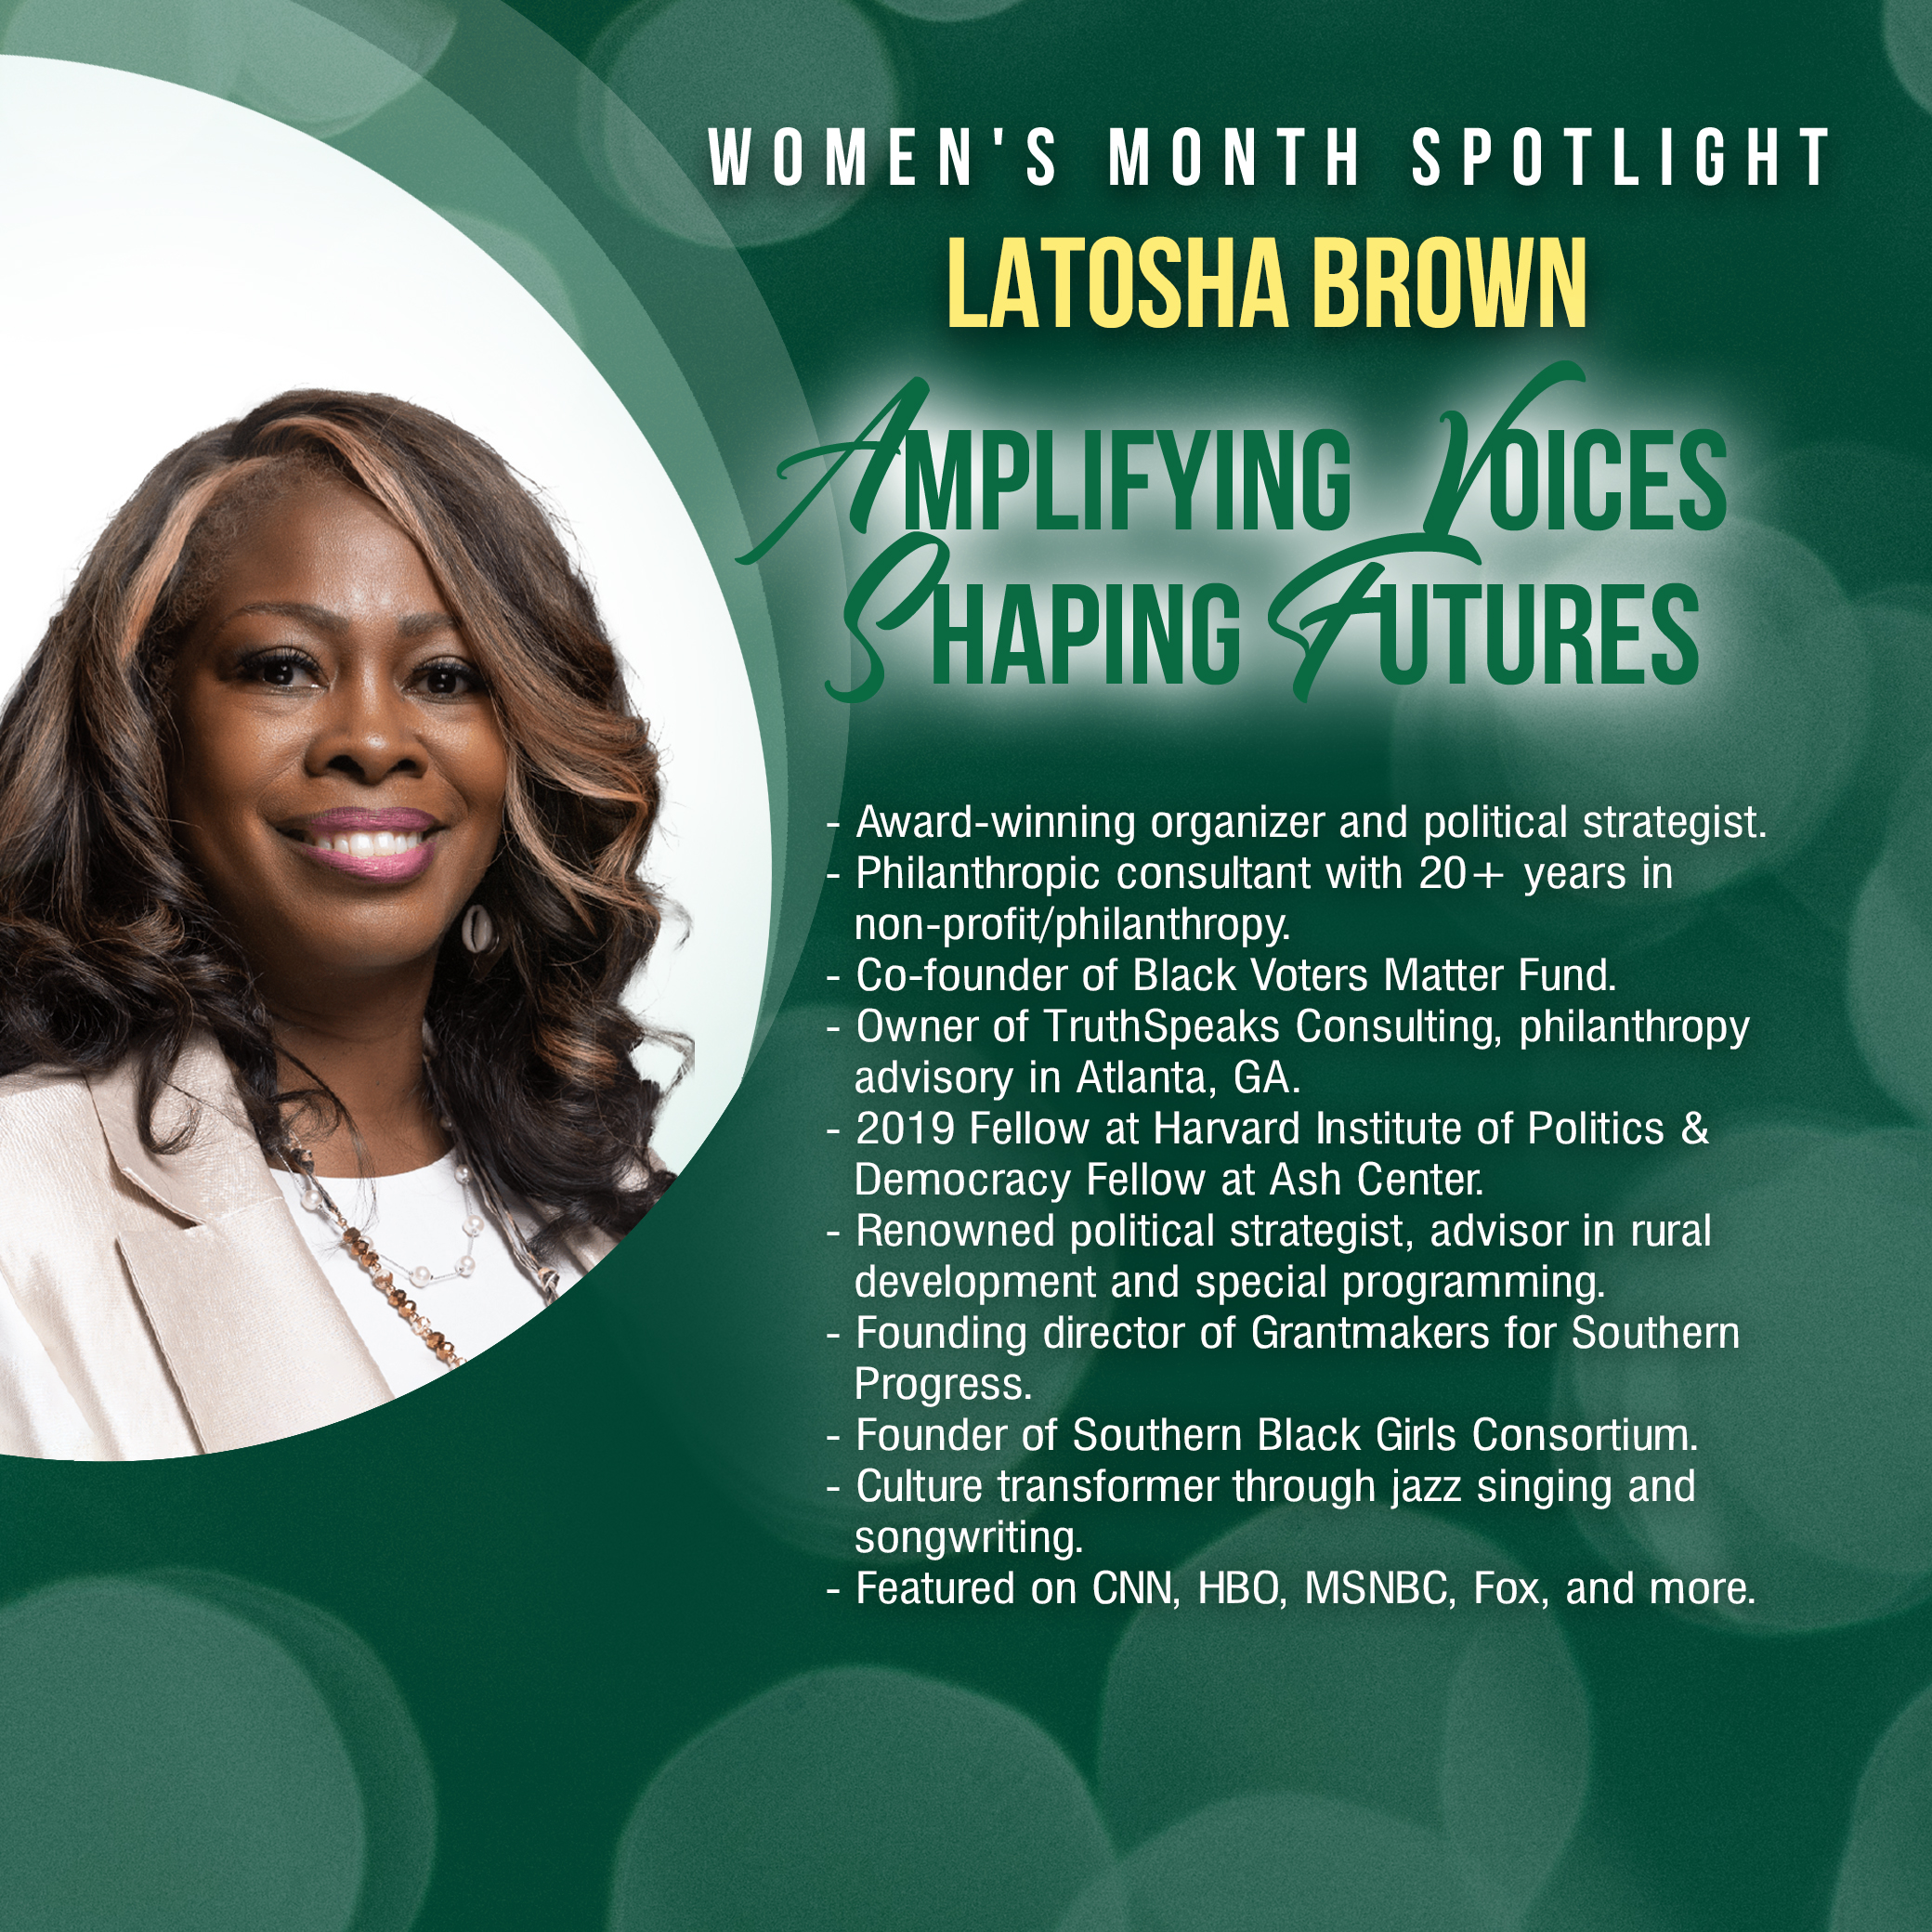 WOMEN'S MONTH SPOTLIGHT
LATOSHA BROWN
AMPLIFYING VOICES
SHAPING FUTURES
- Award-winning organizer and political strategist.
- Philanthropic consultant with 20+ years in
non-profit/philanthropy.
- Co-founder of Black Voters Matter Fund.
- Owner of TruthSpeaks Consulting, philanthropy
advisory in Atlanta, GA.
- 2019 Fellow at Harvard Institute of Politics &
Democracy Fellow at Ash Center.
- Renowned political strategist, advisor in rural
development and special programming.
- Founding director of Grantmakers for Southern
Progress.
- Founder of Southern Black Girls Consortium.
- Culture transformer through jazz singing and
songwriting.
- Featured on CNN, HBO, MSNBC, Fox, and more.